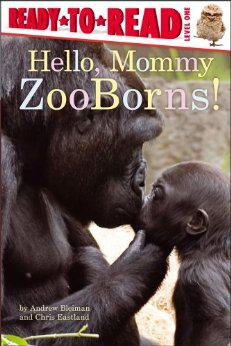 READY★TO★READ
LEVEL ONE
Hello, Mommy
ZooBorns!
by Andrew Bleiman
and Chris Eastland